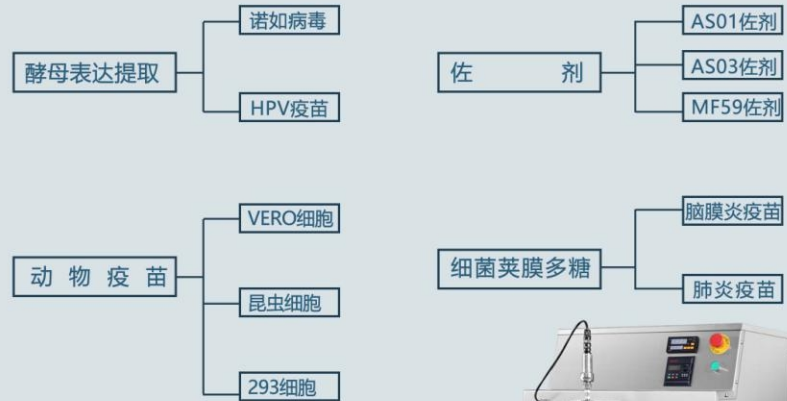 酵母表达提取
诺如病毒
HPV疫苗
佐 剂
AS01佐剂
AS03佐剂
MF59佐剂
动物疫苗
VERO细胞
昆虫细胞
293细胞
细菌荚膜多糖
脑膜炎疫苗
肺炎疫苗